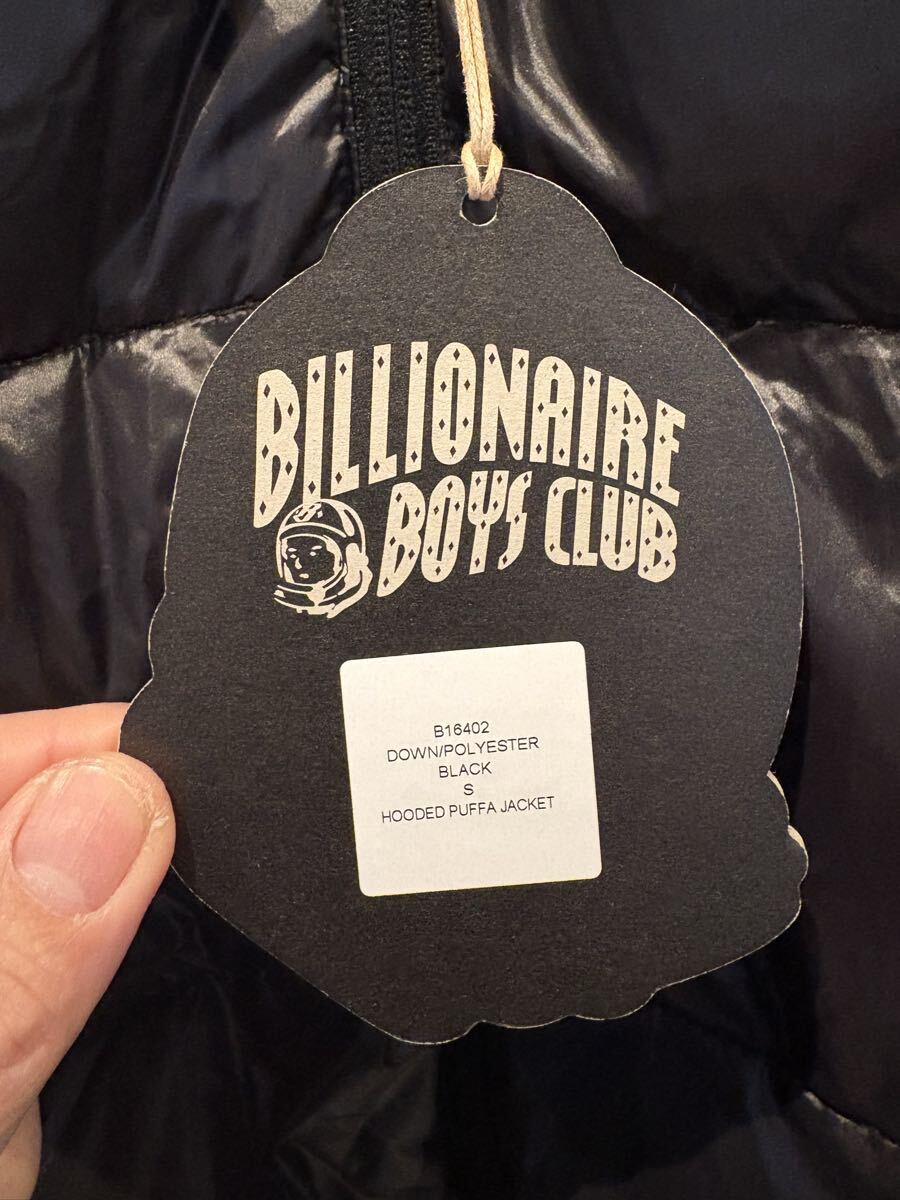 BILLIONAIRE
BOYS CLUB
B16402
DOWN/POLYESTER
BLACK
S
HOODED PUFFA JACKET